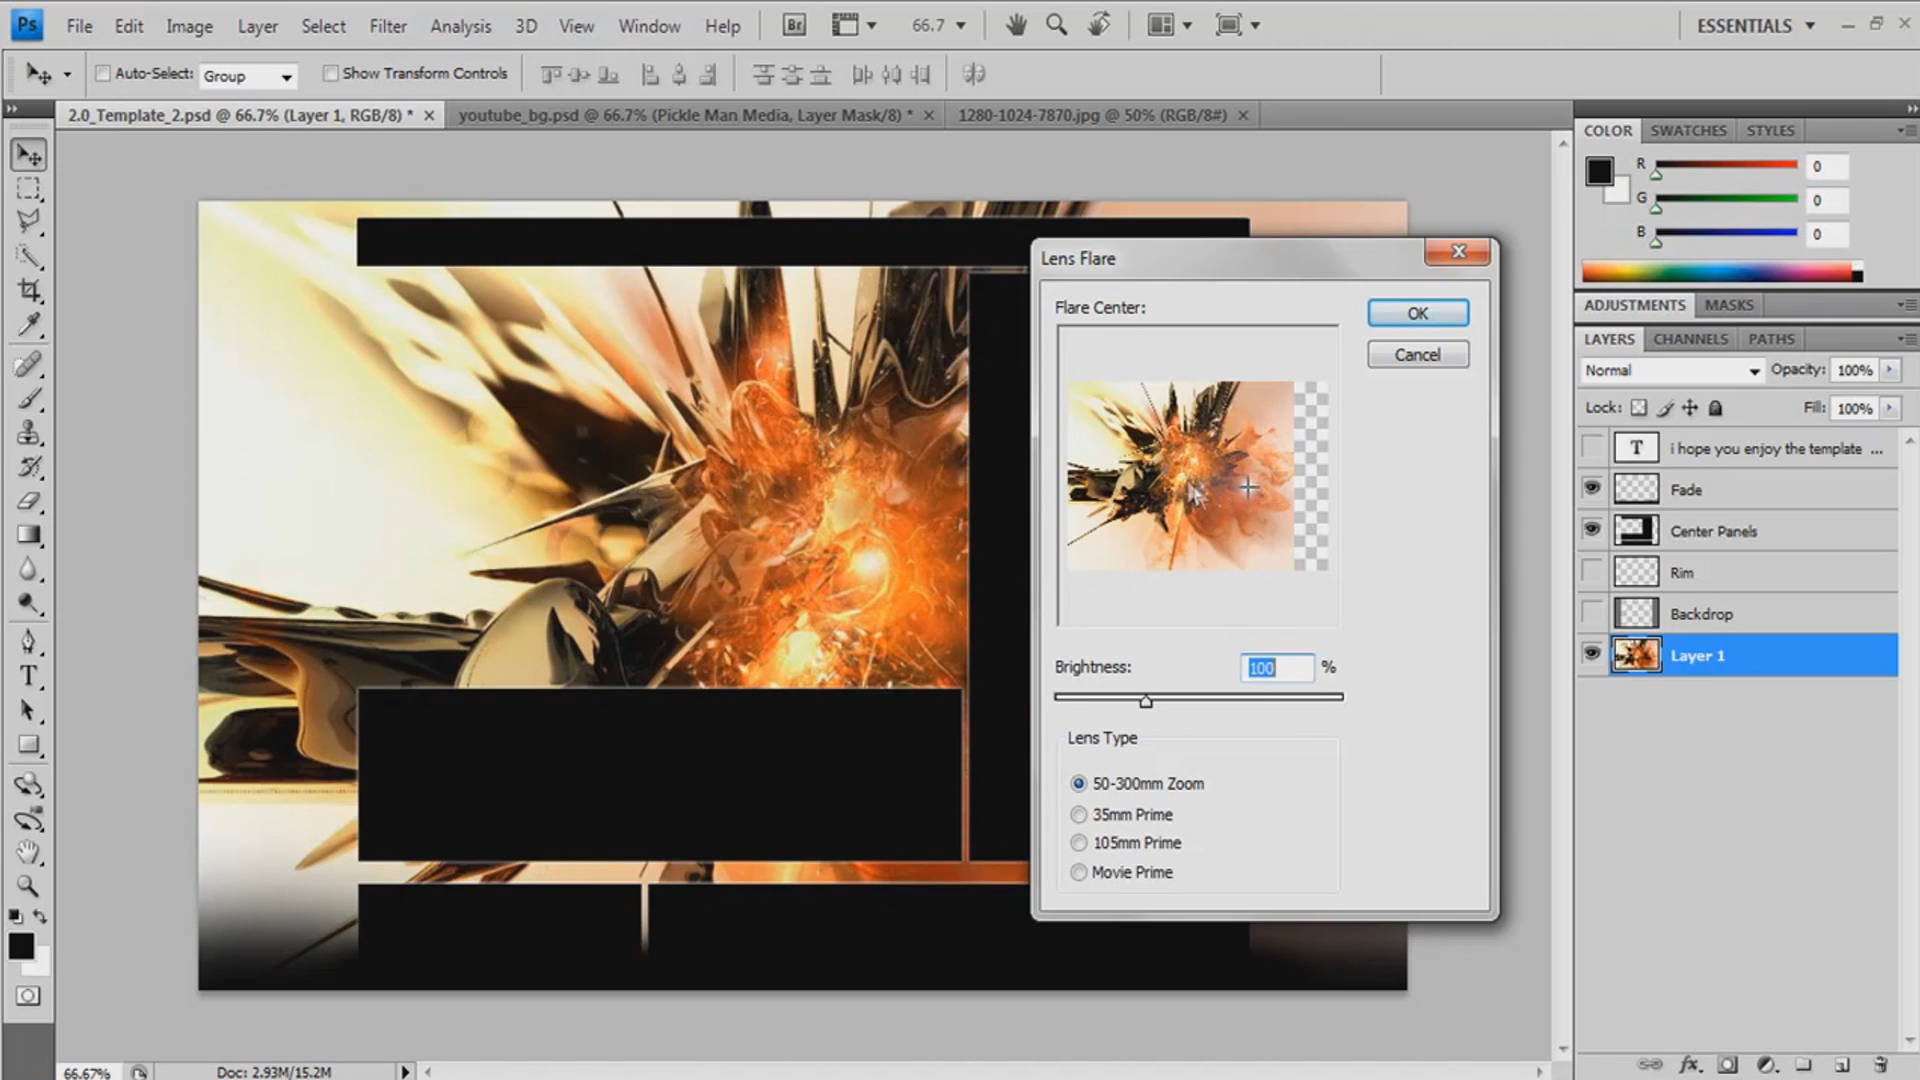 Ps File Edit Image Layer Select Filter Analysis 3D View Window Help Br 66.7 ESSENTIALS
Auto-Select: Group Show Transform Controls
2.0_Template_2.psd @ 66.7% (Layer 1, RGB/8) * youtube_bg.psd @ 66.7% (Pickle Man Media, Layer Mask/8) * 1280-1024-7870.jpg @ 50% (RGB/8#)
COLOR SWATCHES STYLES
R 0
G 0
B 0
ADJUSTMENTS MASKS
LAYERS CHANNELS PATHS
Normal Opacity: 100%
Lock: Fill: 100%
T i hope you enjoy the template ...
Fade
Center Panels
Rim
Backdrop
Layer 1
Lens Flare
Flare Center:
OK
Cancel
Brightness: 100 %
Lens Type
50-300mm Zoom
35mm Prime
105mm Prime
Movie Prime
66.67% Doc: 2.93M/15.2M